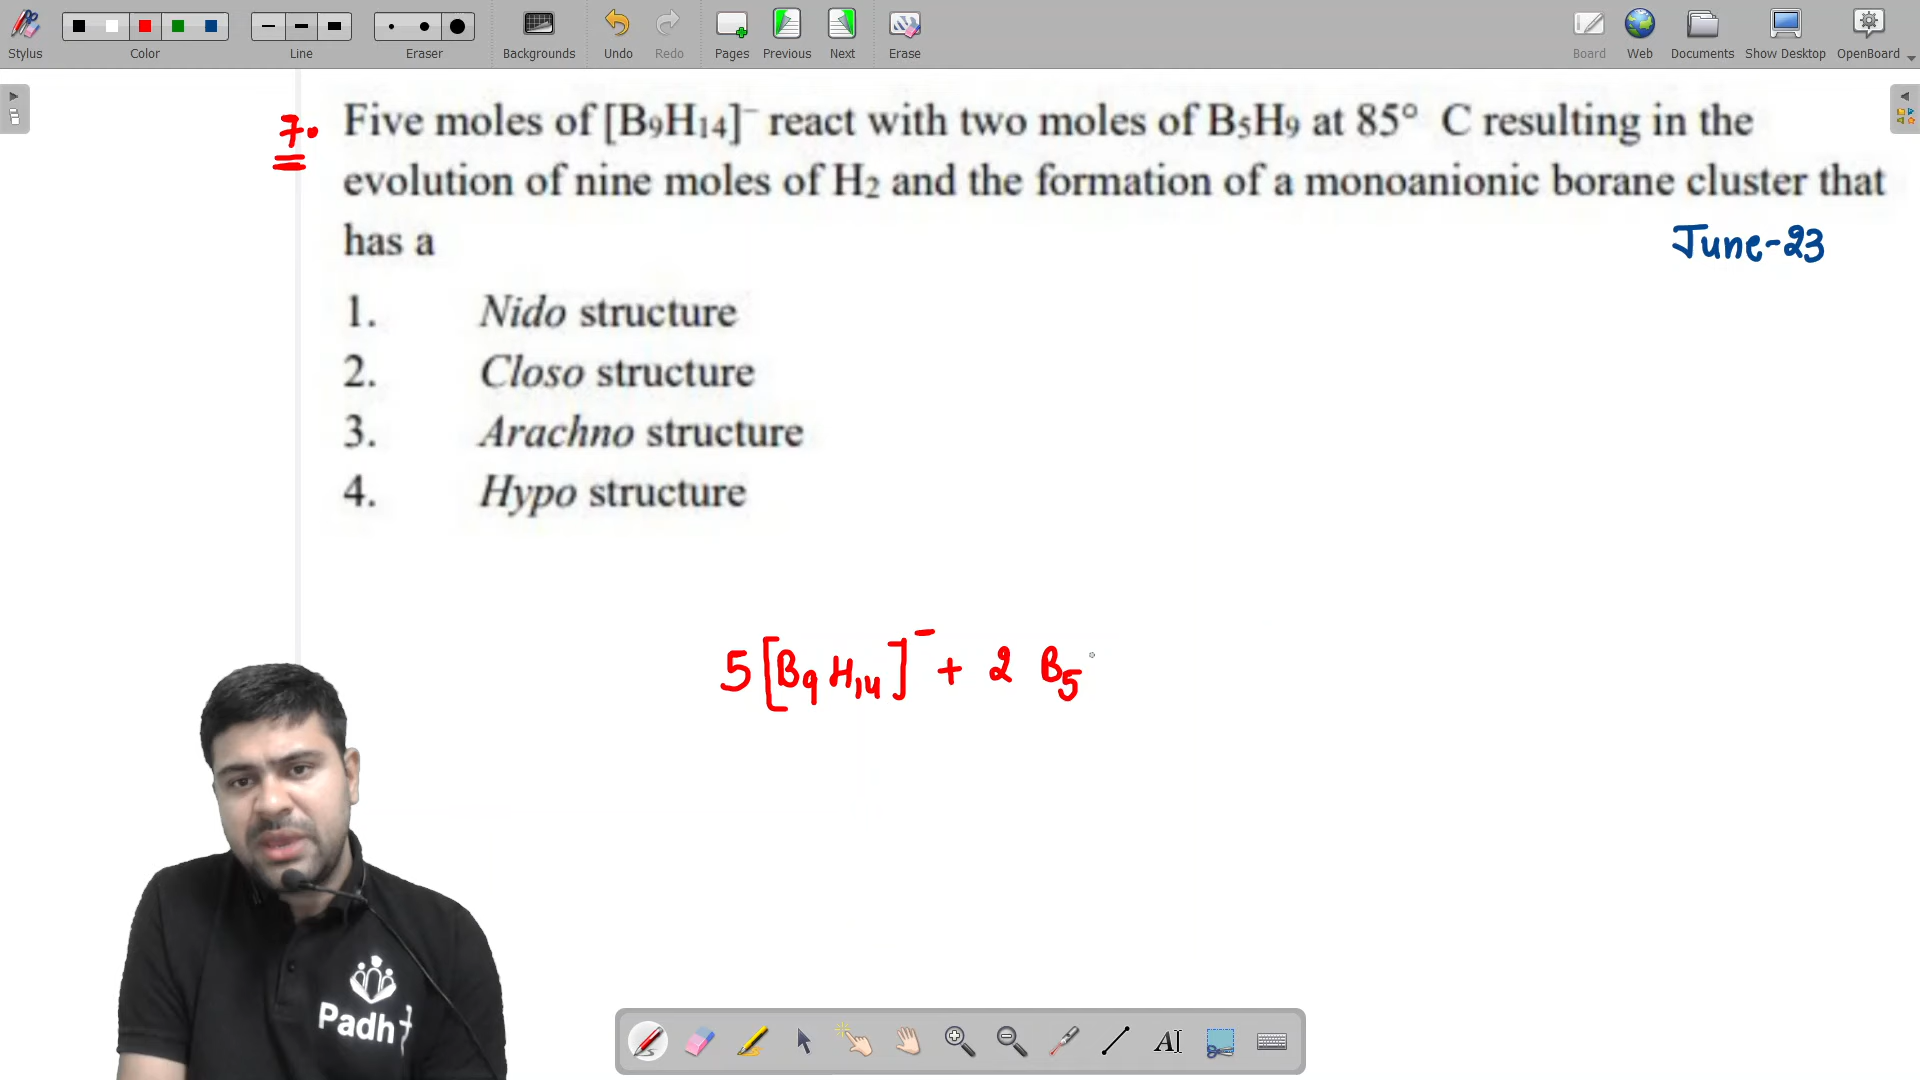 Stylus Color Line Eraser Backgrounds Undo Redo Pages Previous Next Erase Board Web Documents Show Desktop OpenBoard
7. Five moles of [B₉H₁₄]⁻ react with two moles of B₅H₉ at 85° C resulting in the
evolution of nine moles of H₂ and the formation of a monoanionic borane cluster that
has a
June-23
1. Nido structure
2. Closo structure
3. Arachno structure
4. Hypo structure
5[B₉H₁₄]⁻ + 2 B₅
Padh